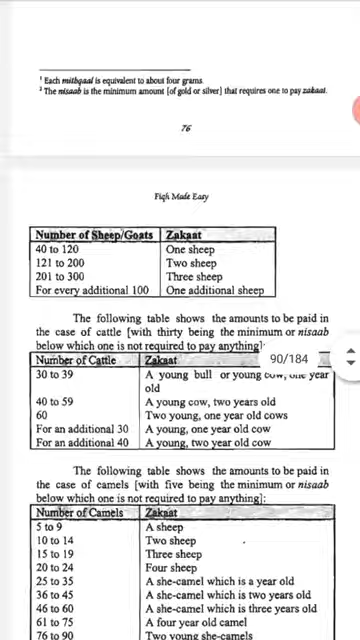 ¹ Each mithqaal is equivalent to about four grams.
² The nisaab is the minimum amount [of gold or silver] that requires one to pay zakaat.
76
Fiqh Made Easy
Number of Sheep/Goats Zakaat
40 to 120 One sheep
121 to 200 Two sheep
201 to 300 Three sheep
For every additional 100 One additional sheep
The following table shows the amounts to be paid in
the case of cattle [with thirty being the minimum or nisaab
below which one is not required to pay anything]:
90/184
Number of Cattle Zakaat
30 to 39 A young bull or young cow, one year
old
40 to 59 A young cow, two years old
60 Two young, one year old cows
For an additional 30 A young, one year old cow
For an additional 40 A young, two year old cow
The following table shows the amounts to be paid in
the case of camels [with five being the minimum or nisaab
below which one is not required to pay anything]:
Number of Camels Zakaat
5 to 9 A sheep
10 to 14 Two sheep
15 to 19 Three sheep
20 to 24 Four sheep
25 to 35 A she-camel which is a year old
36 to 45 A she-camel which is two years old
46 to 60 A she-camel which is three years old
61 to 75 A four year old camel
76 to 90 Two young she-camels